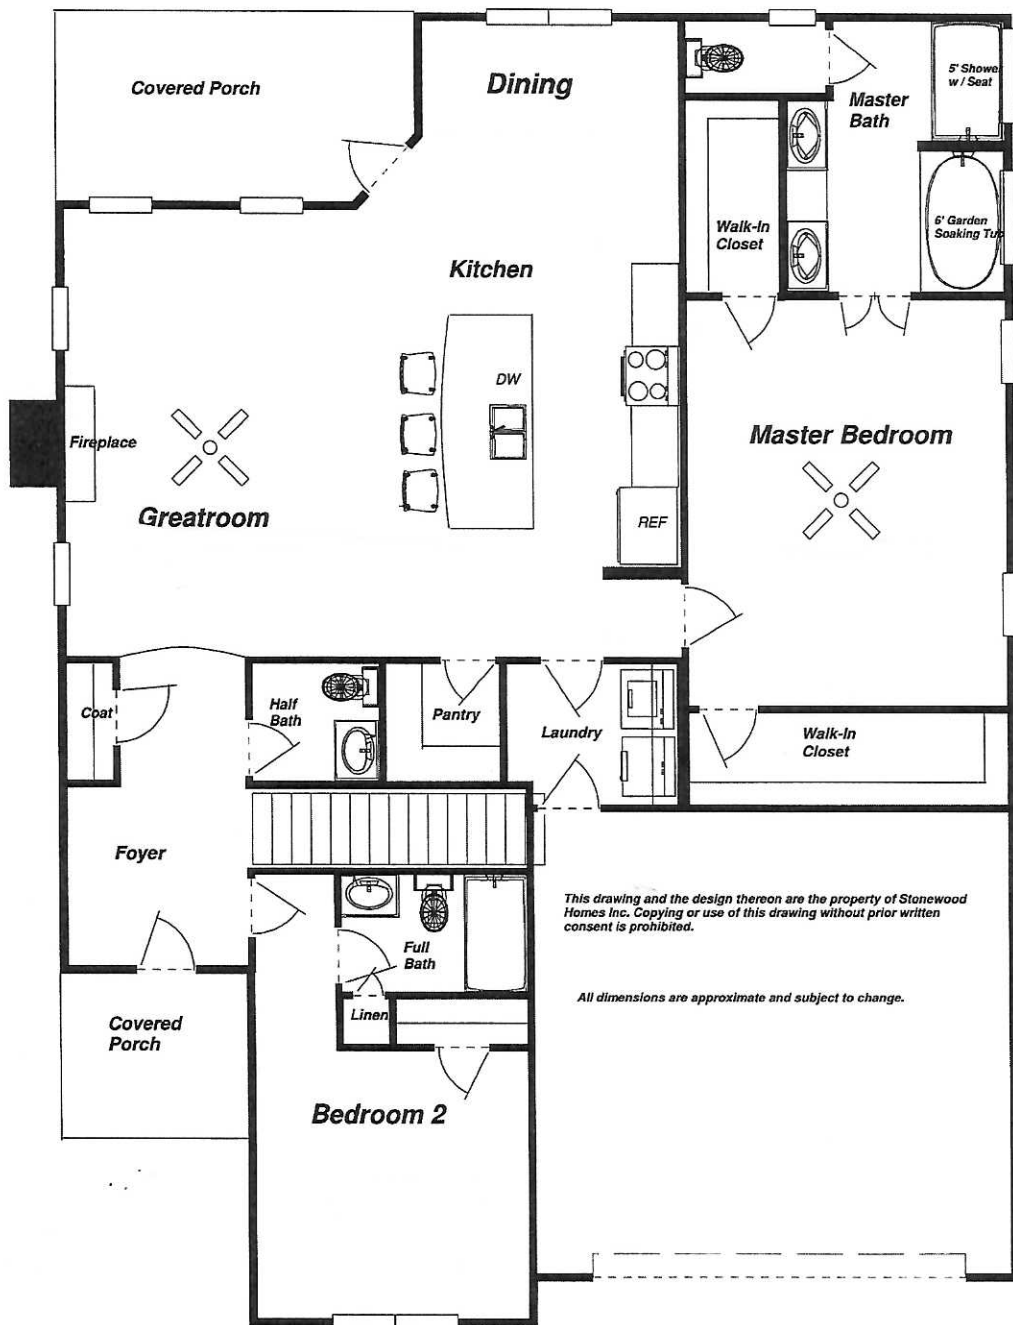 Covered Porch
Dining
Master
Bath
5' Shower
w / Seat
Walk-In
Closet
6' Garden
Soaking Tub
Kitchen
DW
Fireplace
Master Bedroom
Greatroom
REF
Coat
Half
Bath
Pantry
Laundry
Walk-In
Closet
Foyer
This drawing and the design thereon are the property of Stonewood
Homes Inc. Copying or use of this drawing without prior written
consent is prohibited.
Full
Bath
All dimensions are approximate and subject to change.
Linen
Covered
Porch
Bedroom 2